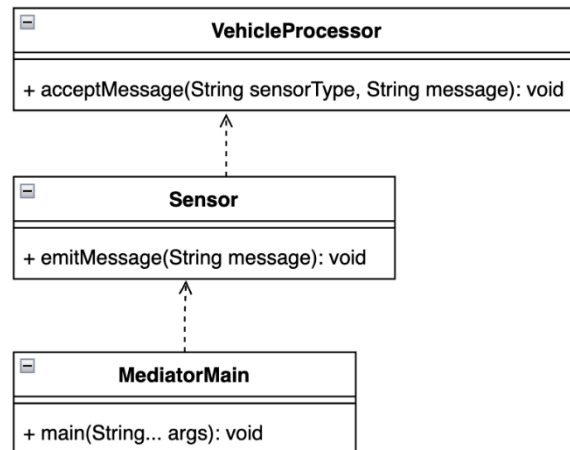 VehicleProcessor
+ acceptMessage(String sensorType, String message): void
Sensor
+ emitMessage(String message): void
MediatorMain
+ main(String... args): void